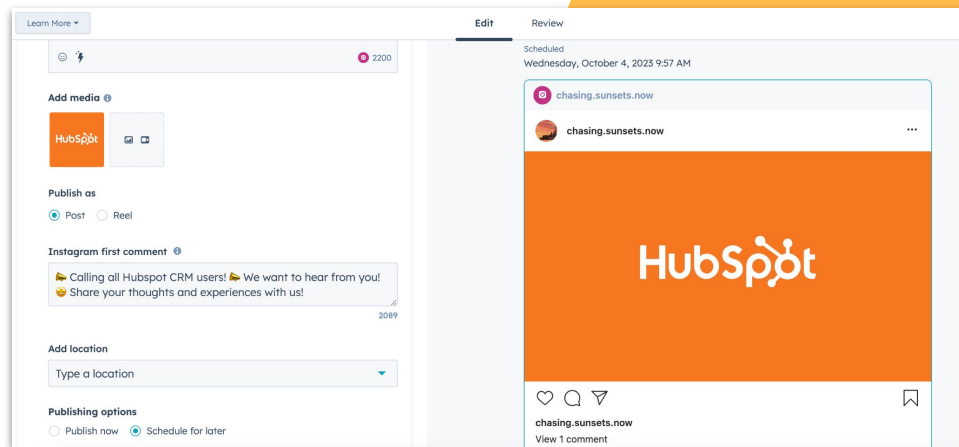 Learn More
Edit
Review
2200
Add media
HubSpot
Publish as
Post
Reel
Instagram first comment
📣 Calling all Hubspot CRM users! 📣 We want to hear from you!
🤩 Share your thoughts and experiences with us!
2089
Add location
Type a location
Publishing options
Publish now
Schedule for later
Scheduled
Wednesday, October 4, 2023 9:57 AM
chasing.sunsets.now
chasing.sunsets.now
HubSpot
chasing.sunsets.now
View 1 comment